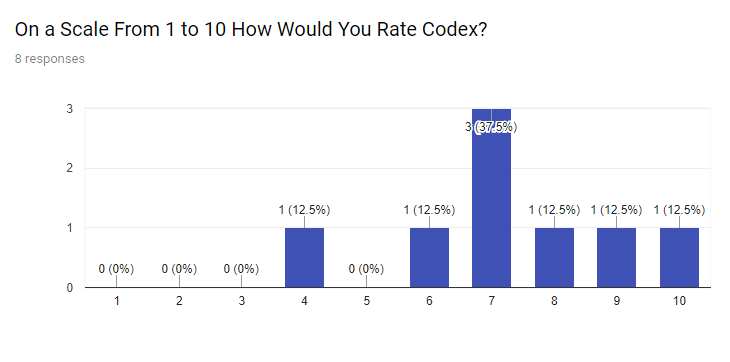 On a Scale From 1 to 10 How Would You Rate Codex?
8 responses
3
3 (37.5%)
2
1 (12.5%) 1 (12.5%) 1 (12.5%) 1 (12.5%) 1 (12.5%)
1
0 (0%) 0 (0%) 0 (0%) 0 (0%)
0
1 2 3 4 5 6 7 8 9 10